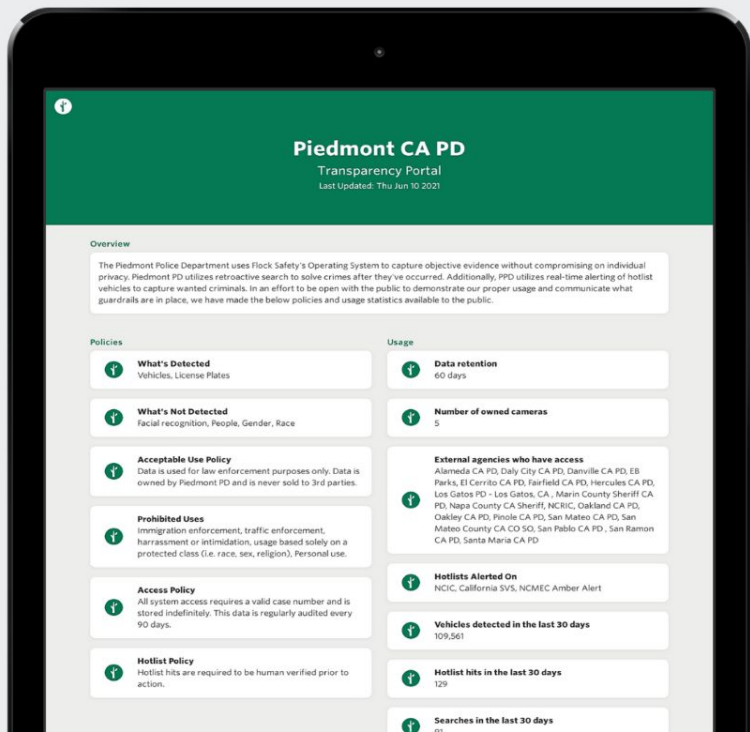 Piedmont CA PD
Transparency Portal
Last Updated: Thu Jun 10 2021
Overview
The Piedmont Police Department uses Flock Safety's Operating System to capture objective evidence without compromising on individual
privacy. Piedmont PD utilizes retroactive search to solve crimes after they've occurred. Additionally, PPD utilizes real-time alerting of hotlist
vehicles to capture wanted criminals. In an effort to be open with the public to demonstrate our proper usage and communicate what
guardrails are in place, we have made the below policies and usage statistics available to the public.
Policies
What's Detected
Vehicles, License Plates
What's Not Detected
Facial recognition, People, Gender, Race
Acceptable Use Policy
Data is used for law enforcement purposes only. Data is
owned by Piedmont PD and is never sold to 3rd parties.
Prohibited Uses
Immigration enforcement, traffic enforcement,
harrassment or intimidation, usage based solely on a
protected class (i.e. race, sex, religion), Personal use.
Access Policy
All system access requires a valid case number and is
stored indefinitely. This data is regularly audited every
90 days.
Hotlist Policy
Hotlist hits are required to be human verified prior to
action.
Usage
Data retention
60 days
Number of owned cameras
5
External agencies who have access
Alameda CA PD, Daly City CA PD, Danville CA PD, EB
Parks, El Cerrito CA PD, Fairfield CA PD, Hercules CA PD,
Los Gatos PD - Los Gatos, CA , Marin County Sheriff CA
PD, Napa County CA Sheriff, NCRIC, Oakland CA PD,
Oakley CA PD, Pinole CA PD, San Mateo CA PD, San
Mateo County CA CO SO, San Pablo CA PD , San Ramon
CA PD, Santa Maria CA PD
Hotlists Alerted On
NCIC, California SVS, NCMEC Amber Alert
Vehicles detected in the last 30 days
109,561
Hotlist hits in the last 30 days
129
Searches in the last 30 days